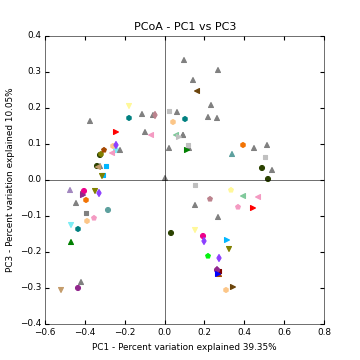 PCoA - PC1 vs PC3
0.4
0.3
0.2
0.1
0.0
−0.1
−0.2
−0.3
−0.4
PC3 - Percent variation explained 10.05%
−0.6 −0.4 −0.2 0.0 0.2 0.4 0.6 0.8
PC1 - Percent variation explained 39.35%